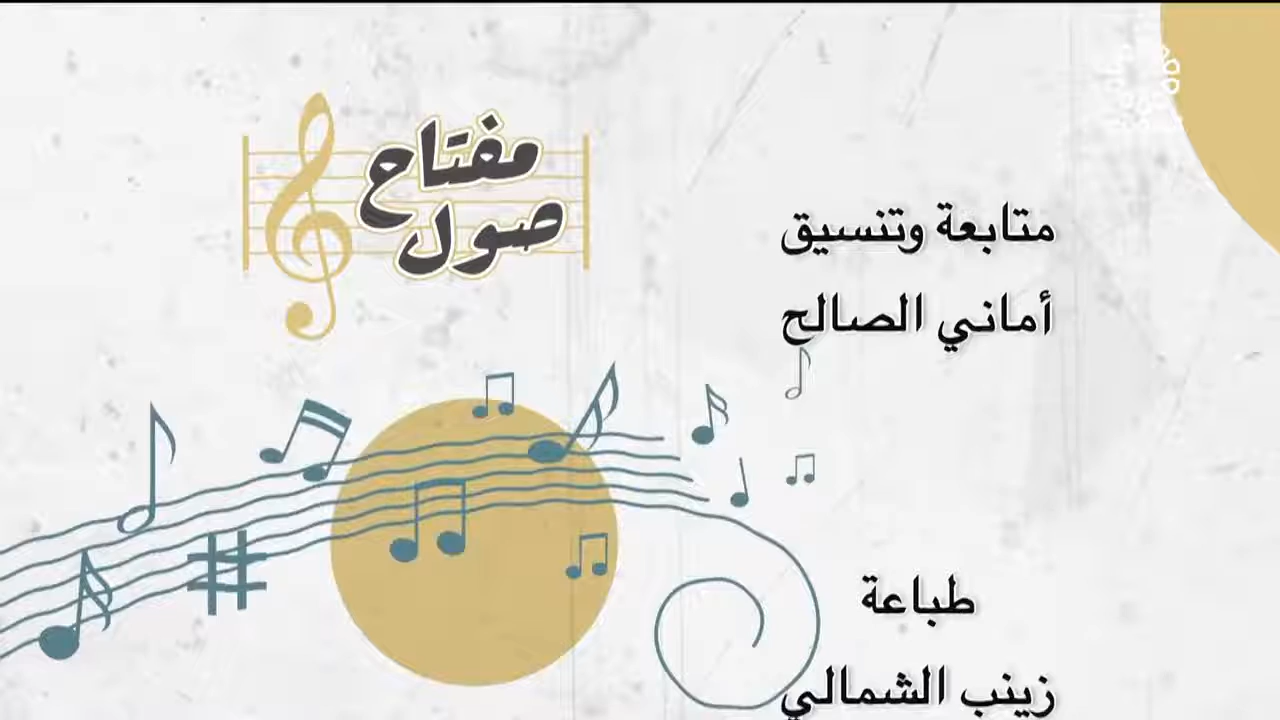 مفتاح
صول
متابعة وتنسيق
أماني الصالح
طباعة
زينب الشمالي